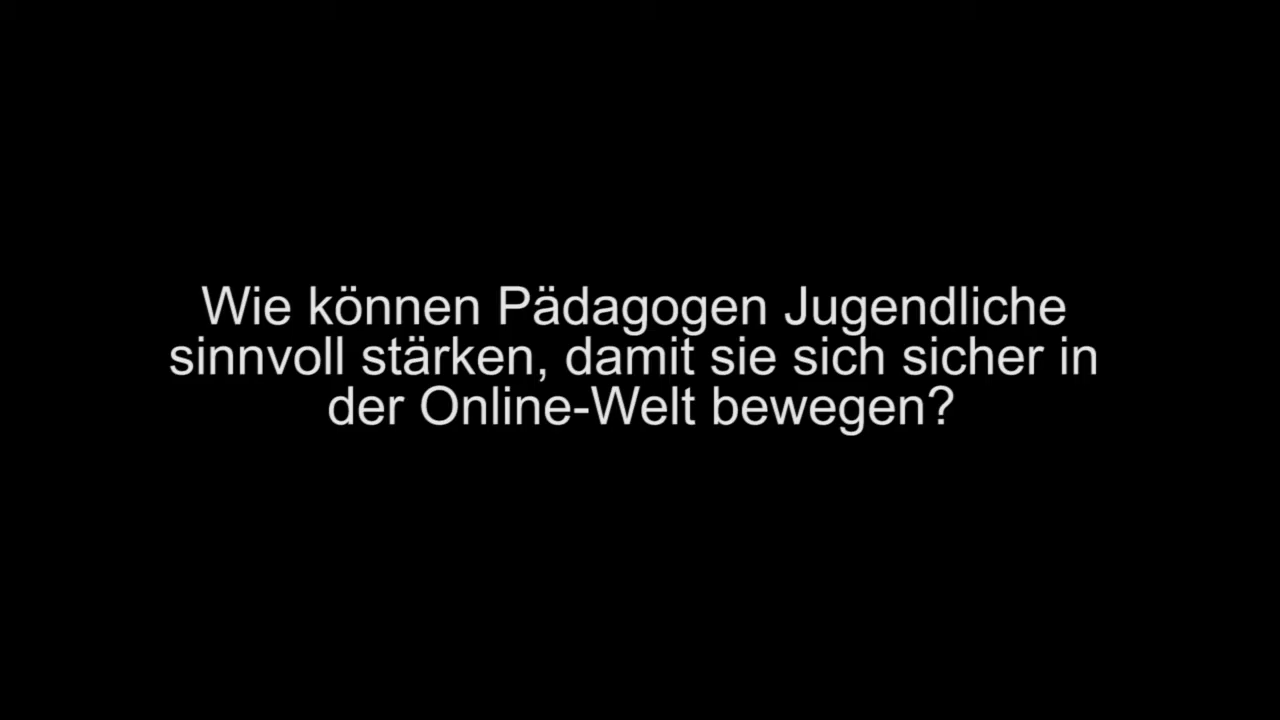 Wie können Pädagogen Jugendliche
sinnvoll stärken, damit sie sich sicher in
der Online-Welt bewegen?